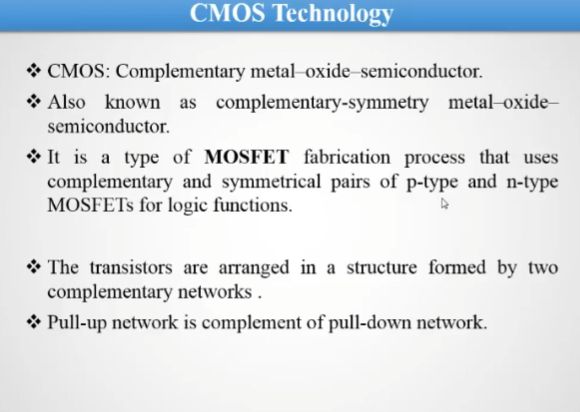 CMOS Technology
❖ CMOS: Complementary metal–oxide–semiconductor.
❖ Also known as complementary-symmetry metal–oxide–
semiconductor.
❖ It is a type of MOSFET fabrication process that uses
complementary and symmetrical pairs of p-type and n-type
MOSFETs for logic functions.
❖ The transistors are arranged in a structure formed by two
complementary networks .
❖ Pull-up network is complement of pull-down network.